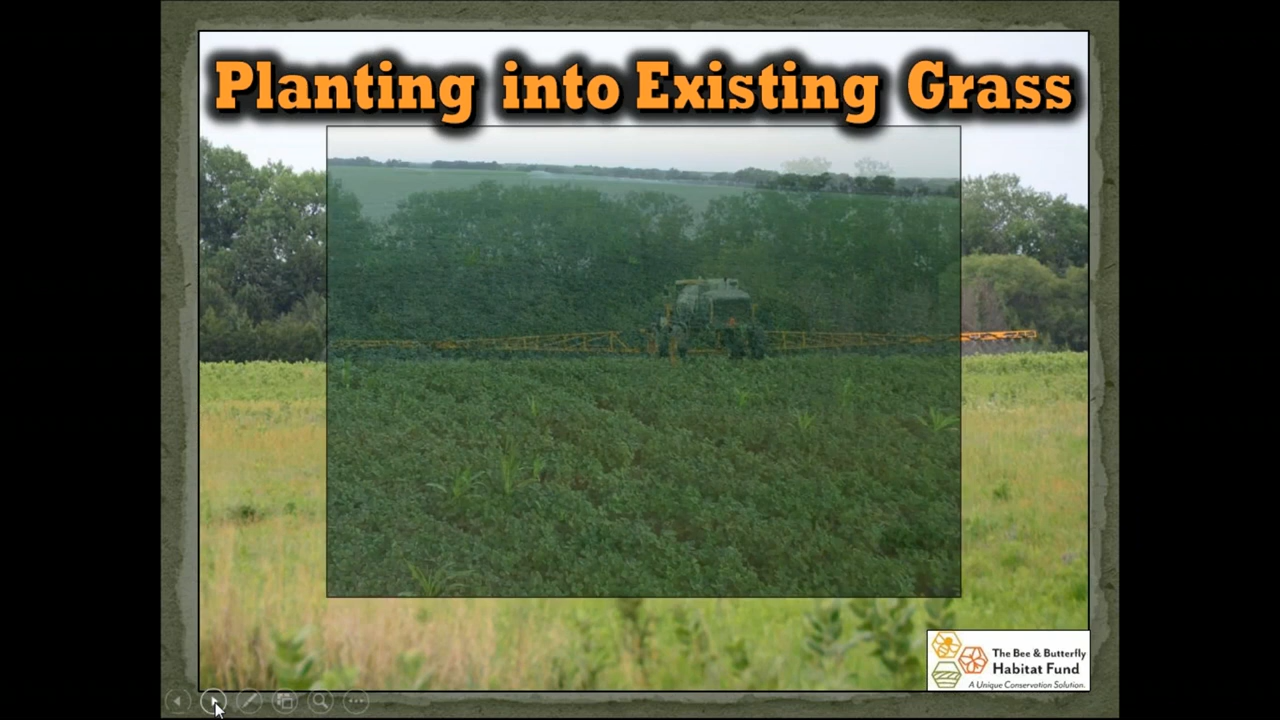 Planting into Existing Grass
The Bee & Butterfly
Habitat Fund
A Unique Conservation Solution.